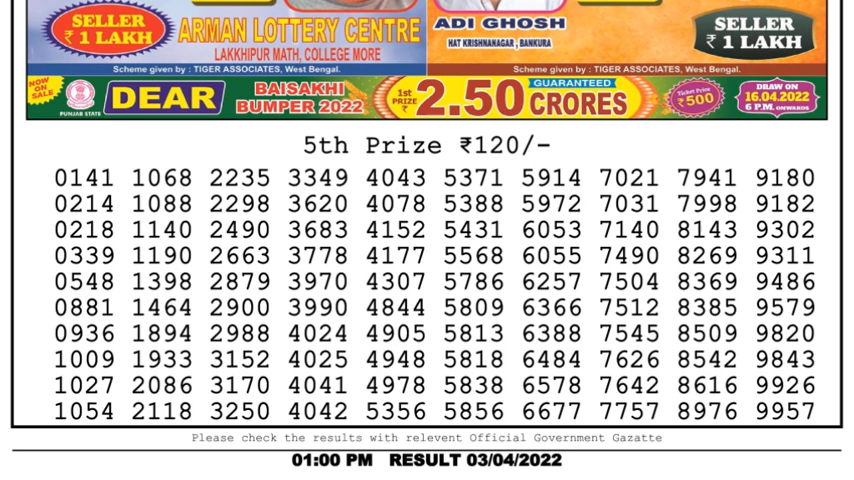 SELLER
₹ 1 LAKH
ARMAN LOTTERY CENTRE
LAKKHIPUR MATH, COLLEGE MORE
ADI GHOSH
HAT KRISHNANAGAR ; BANKURA
SELLER
₹ 1 LAKH
Scheme given by : TIGER ASSOCIATES, West Bengal.
Scheme given by : TIGER ASSOCIATES, West Bengal.
NOW ON SALE
PUNJAB STATE
DEAR
BAISAKHI
BUMPER 2022
1st PRIZE ₹ 2.50 CRORES
GUARANTEED
Ticket Price
₹500
DRAW ON
16.04.2022
6 P.M. ONWARDS
5th Prize ₹120/-
0141 1068 2235 3349 4043 5371 5914 7021 7941 9180
0214 1088 2298 3620 4078 5388 5972 7031 7998 9182
0218 1140 2490 3683 4152 5431 6053 7140 8143 9302
0339 1190 2663 3778 4177 5568 6055 7490 8269 9311
0548 1398 2879 3970 4307 5786 6257 7504 8369 9486
0881 1464 2900 3990 4844 5809 6366 7512 8385 9579
0936 1894 2988 4024 4905 5813 6388 7545 8509 9820
1009 1933 3152 4025 4948 5818 6484 7626 8542 9843
1027 2086 3170 4041 4978 5838 6578 7642 8616 9926
1054 2118 3250 4042 5356 5856 6677 7757 8976 9957
Please check the results with relevent Official Government Gazatte
01:00 PM RESULT 03/04/2022